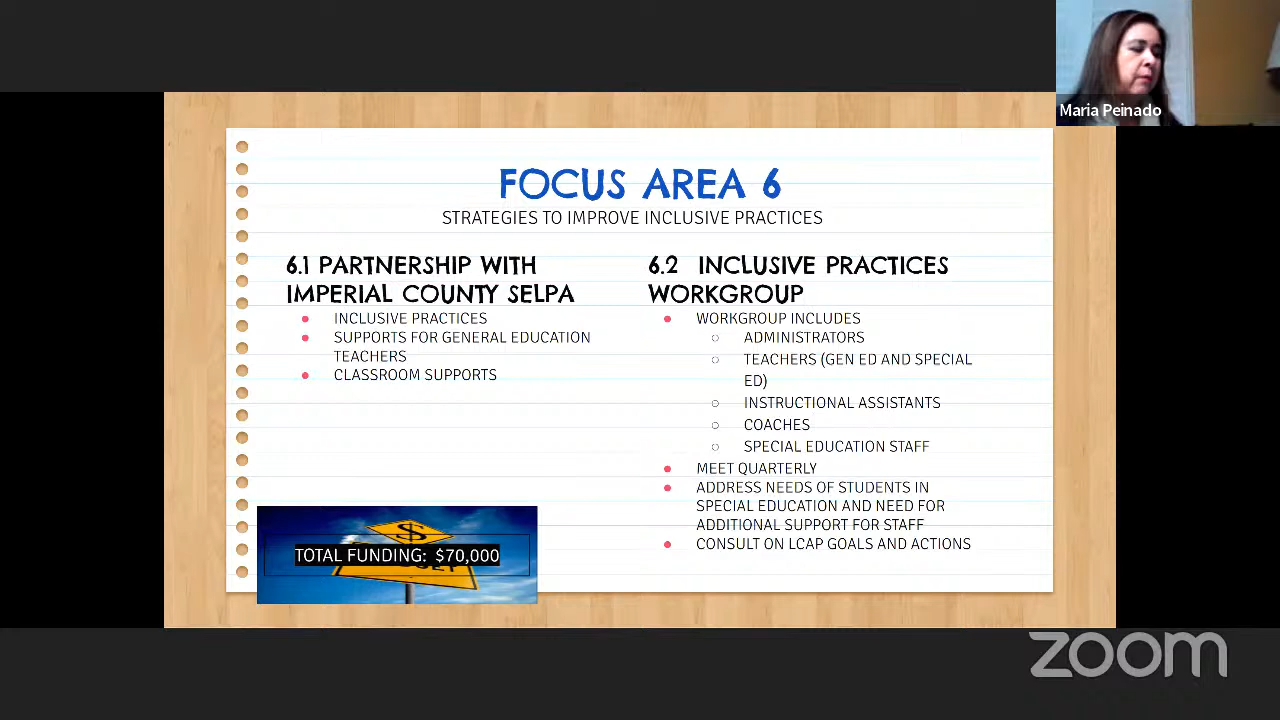 Maria Peinado
FOCUS AREA 6
STRATEGIES TO IMPROVE INCLUSIVE PRACTICES
6.1 PARTNERSHIP WITH
IMPERIAL COUNTY SELPA
INCLUSIVE PRACTICES
SUPPORTS FOR GENERAL EDUCATION
TEACHERS
CLASSROOM SUPPORTS
6.2 INCLUSIVE PRACTICES
WORKGROUP
WORKGROUP INCLUDES
ADMINISTRATORS
TEACHERS (GEN ED AND SPECIAL
ED)
INSTRUCTIONAL ASSISTANTS
COACHES
SPECIAL EDUCATION STAFF
MEET QUARTERLY
ADDRESS NEEDS OF STUDENTS IN
SPECIAL EDUCATION AND NEED FOR
ADDITIONAL SUPPORT FOR STAFF
CONSULT ON LCAP GOALS AND ACTIONS
$
TOTAL FUNDING: $70,000
zoom